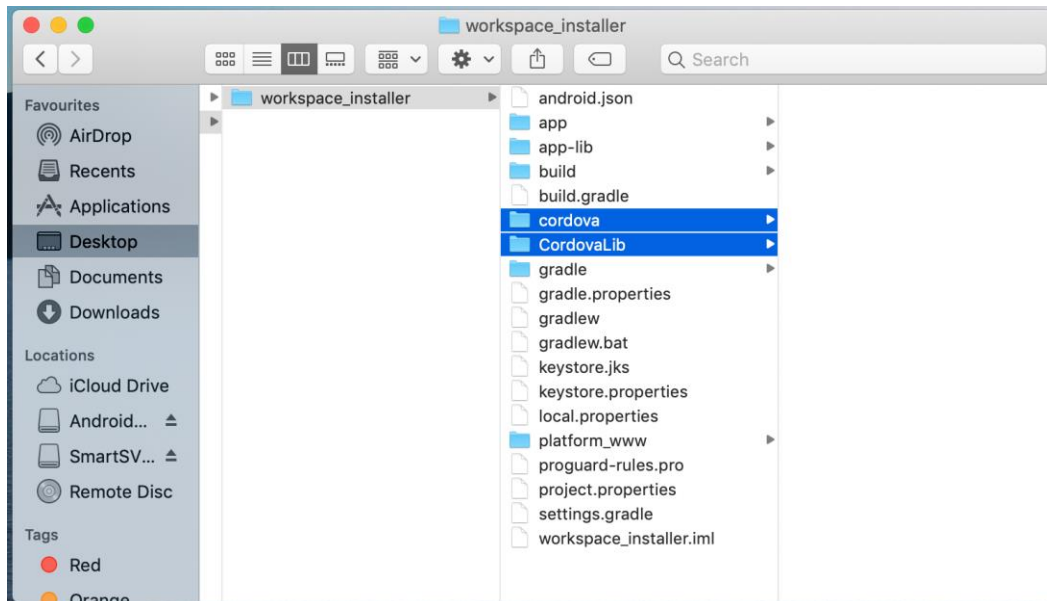 workspace_installer
Search
Favourites
AirDrop
Recents
Applications
Desktop
Documents
Downloads
Locations
iCloud Drive
Android...
SmartSV...
Remote Disc
Tags
Red
Orange
workspace_installer
android.json
app
app-lib
build
build.gradle
cordova
CordovaLib
gradle
gradle.properties
gradlew
gradlew.bat
keystore.jks
keystore.properties
local.properties
platform_www
proguard-rules.pro
project.properties
settings.gradle
workspace_installer.iml